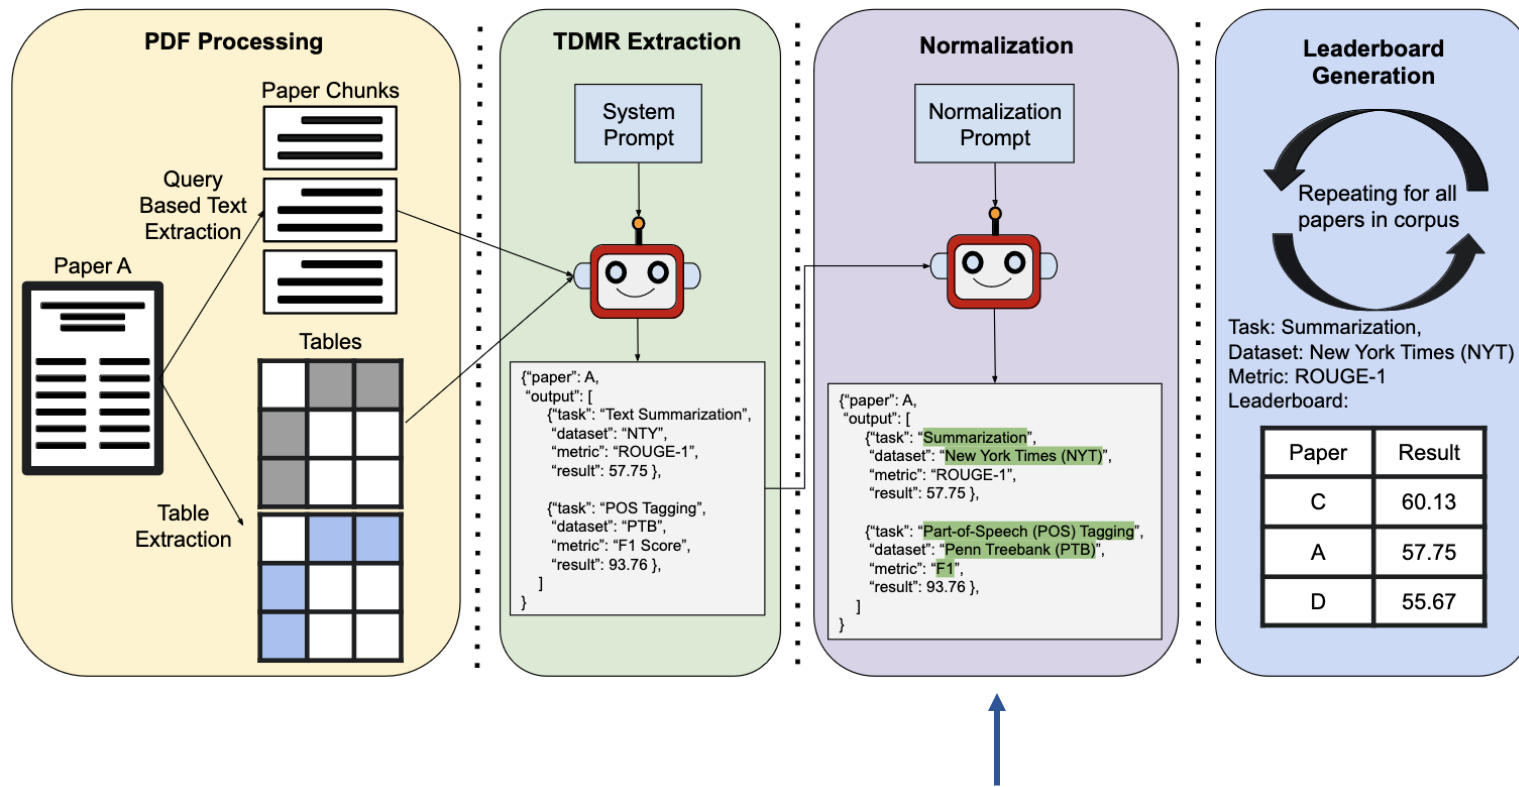 PDF Processing
Paper Chunks
Query
Based Text
Extraction
Paper A
Tables
Table
Extraction
TDMR Extraction
System
Prompt
{“paper”: A,
“output”: [
{“task”: “Text Summarization”,
“dataset”: “NTY”,
“metric”: “ROUGE-1”,
“result”: 57.75 },
{“task”: “POS Tagging”,
“dataset”: “PTB”,
“metric”: “F1 Score”,
“result”: 93.76 },
]
}
Normalization
Normalization
Prompt
{“paper”: A,
“output”: [
{“task”: “Summarization”,
“dataset”: “New York Times (NYT)”,
“metric”: “ROUGE-1”,
“result”: 57.75 },
{“task”: “Part-of-Speech (POS) Tagging”,
“dataset”: “Penn Treebank (PTB)”,
“metric”: “F1”,
“result”: 93.76 },
]
}
Leaderboard
Generation
Repeating for all
papers in corpus
Task: Summarization,
Dataset: New York Times (NYT)
Metric: ROUGE-1
Leaderboard:
Paper Result
C 60.13
A 57.75
D 55.67